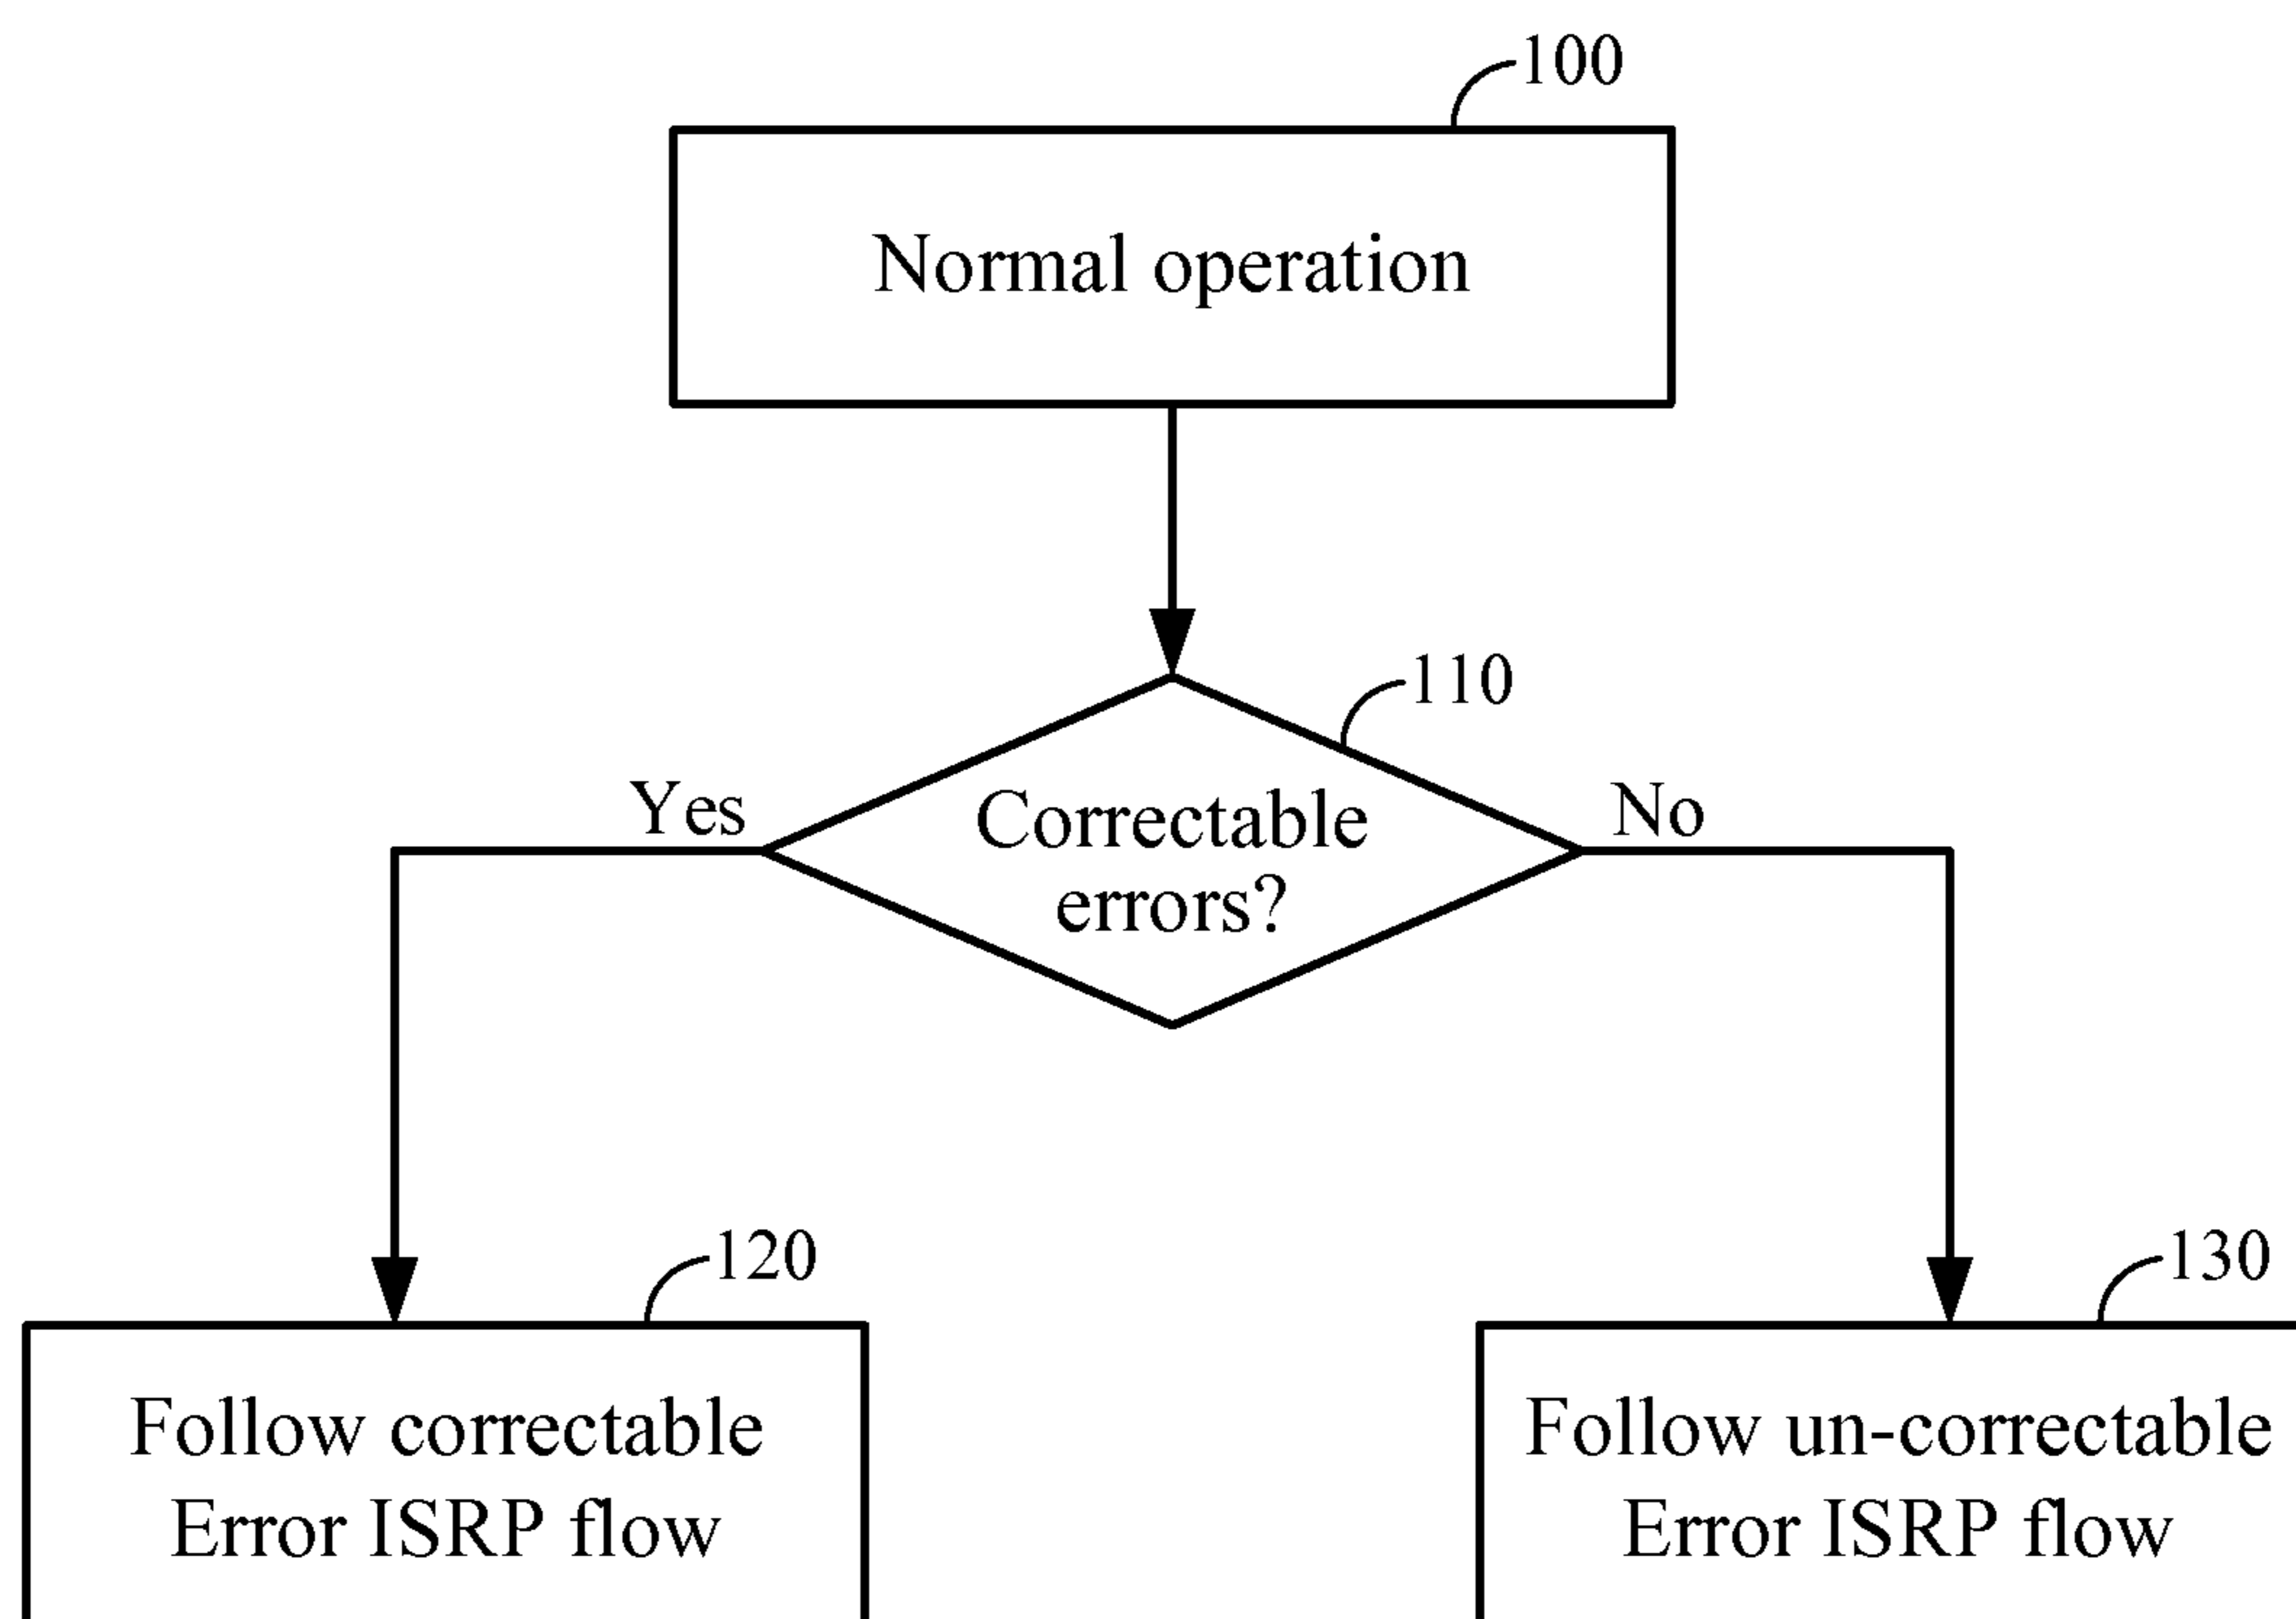 100
Normal operation
110
Yes
Correctable
errors?
No
120
130
Follow correctable
Error ISRP flow
Follow un-correctable
Error ISRP flow